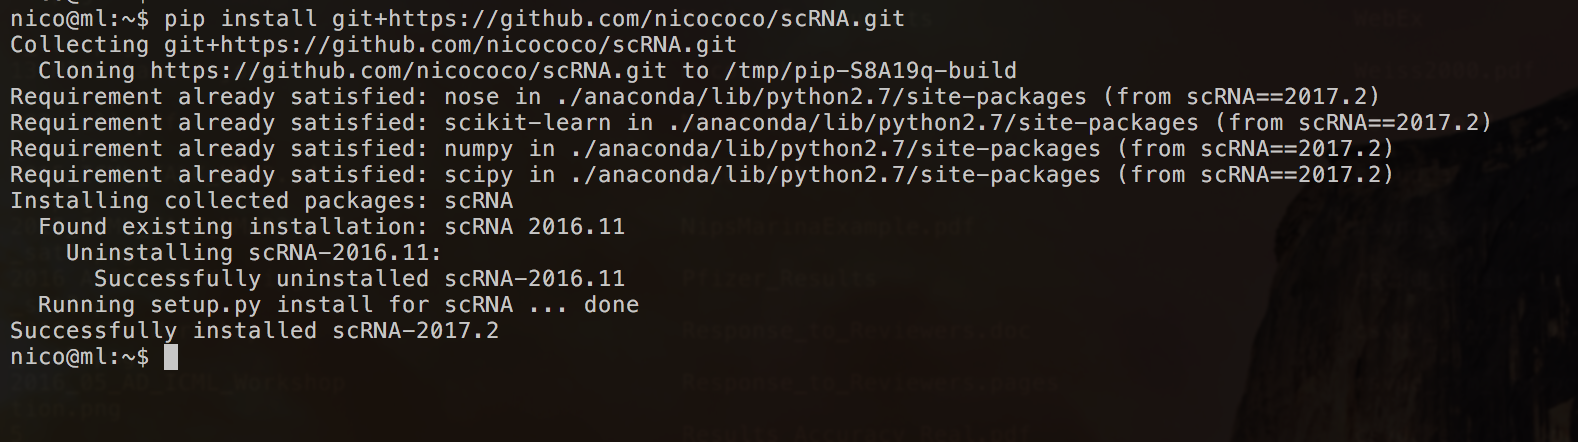 nico@ml:~$ pip install git+https://github.com/nicococo/scRNA.git
Collecting git+https://github.com/nicococo/scRNA.git
  Cloning https://github.com/nicococo/scRNA.git to /tmp/pip-S8A19q-build
Requirement already satisfied: nose in ./anaconda/lib/python2.7/site-packages (from scRNA==2017.2)
Requirement already satisfied: scikit-learn in ./anaconda/lib/python2.7/site-packages (from scRNA==2017.2)
Requirement already satisfied: numpy in ./anaconda/lib/python2.7/site-packages (from scRNA==2017.2)
Requirement already satisfied: scipy in ./anaconda/lib/python2.7/site-packages (from scRNA==2017.2)
Installing collected packages: scRNA
  Found existing installation: scRNA 2016.11
    Uninstalling scRNA-2016.11:
      Successfully uninstalled scRNA-2016.11
  Running setup.py install for scRNA ... done
Successfully installed scRNA-2017.2
nico@ml:~$
Pfizer_Results
Response_to_Reviewers.doc
Response_to_Reviewers.pages